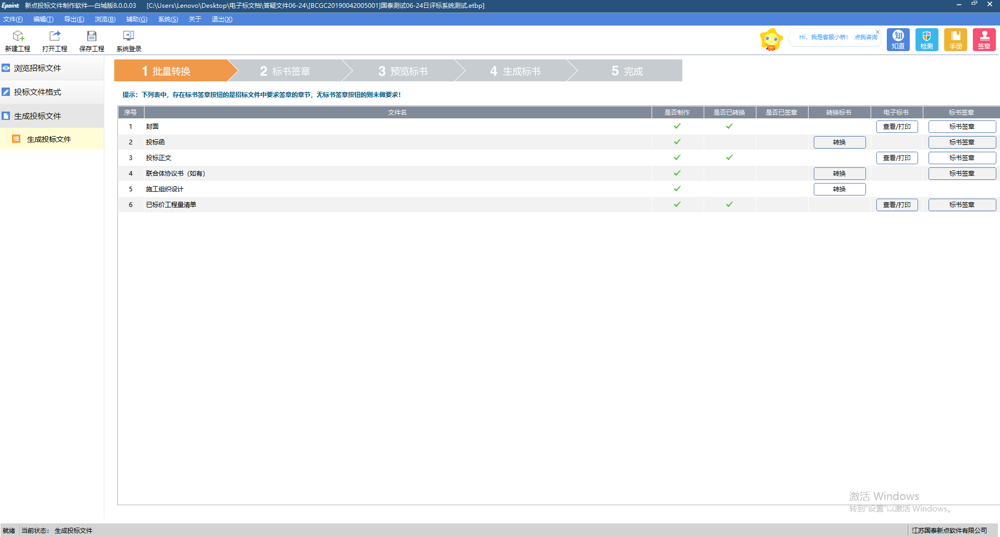 Epoint 新点投标文件制作软件—白城版8.0.0.03 [C:\Users\Lenovo\Desktop\电子标文档\答疑文件06-24\[BCGC20190042005001]国泰测试06-24日评标系统测试.etbp]
文件(F) 编辑(T) 导出(E) 浏览(B) 辅助(G) 系统(S) 关于 退出(X)
新建工程 打开工程 保存工程 系统登录
Hi，我是客服小桥！ 点我咨询
知 知道 检测 手册 签章
浏览招标文件
投标文件格式
生成投标文件
生成投标文件
1 批量转换 2 标书签章 3 预览标书 4 生成标书 5 完成
提示：下列表中，存在标书签章按钮的是招标文件中要求签章的章节，无标书签章按钮的则未做要求！
序号 文件名 是否制作 是否已转换 是否已签章 转换标书 电子标书 标书签章
1 封面 查看/打印 标书签章
2 投标函 转换 标书签章
3 投标正文 查看/打印 标书签章
4 联合体协议书（如有） 转换 标书签章
5 施工组织设计 转换
6 已标价工程量清单 查看/打印 标书签章
激活 Windows
转到"设置"以激活 Windows。
就绪 当前状态： 生成投标文件 江苏国泰新点软件有限公司